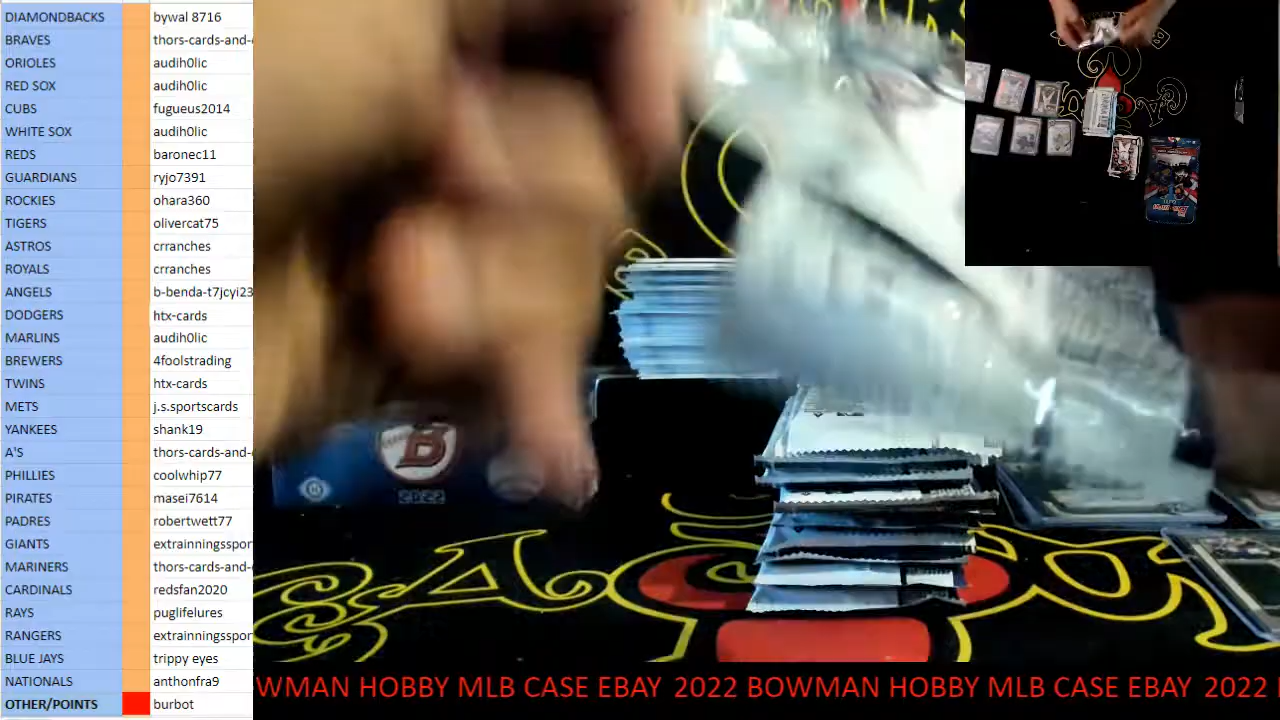 DIAMONDBACKS bywal 8716
BRAVES thors-cards-and-
ORIOLES audih0lic
RED SOX audih0lic
CUBS fugueus2014
WHITE SOX audih0lic
REDS baronec11
GUARDIANS ryjo7391
ROCKIES ohara360
TIGERS olivercat75
ASTROS crranches
ROYALS crranches
ANGELS b-benda-t7jcyi23
DODGERS htx-cards
MARLINS audih0lic
BREWERS 4foolstrading
TWINS htx-cards
METS j.s.sportscards
YANKEES shank19
A'S thors-cards-and-
PHILLIES coolwhip77
PIRATES masei7614
PADRES robertwett77
GIANTS extrainningsspor
MARINERS thors-cards-and-
CARDINALS redsfan2020
RAYS puglifelures
RANGERS extrainningsspor
BLUE JAYS trippy eyes
NATIONALS anthonfra9
OTHER/POINTS burbot
B
2022
WMAN HOBBY MLB CASE EBAY 2022 BOWMAN HOBBY MLB CASE EBAY 2022